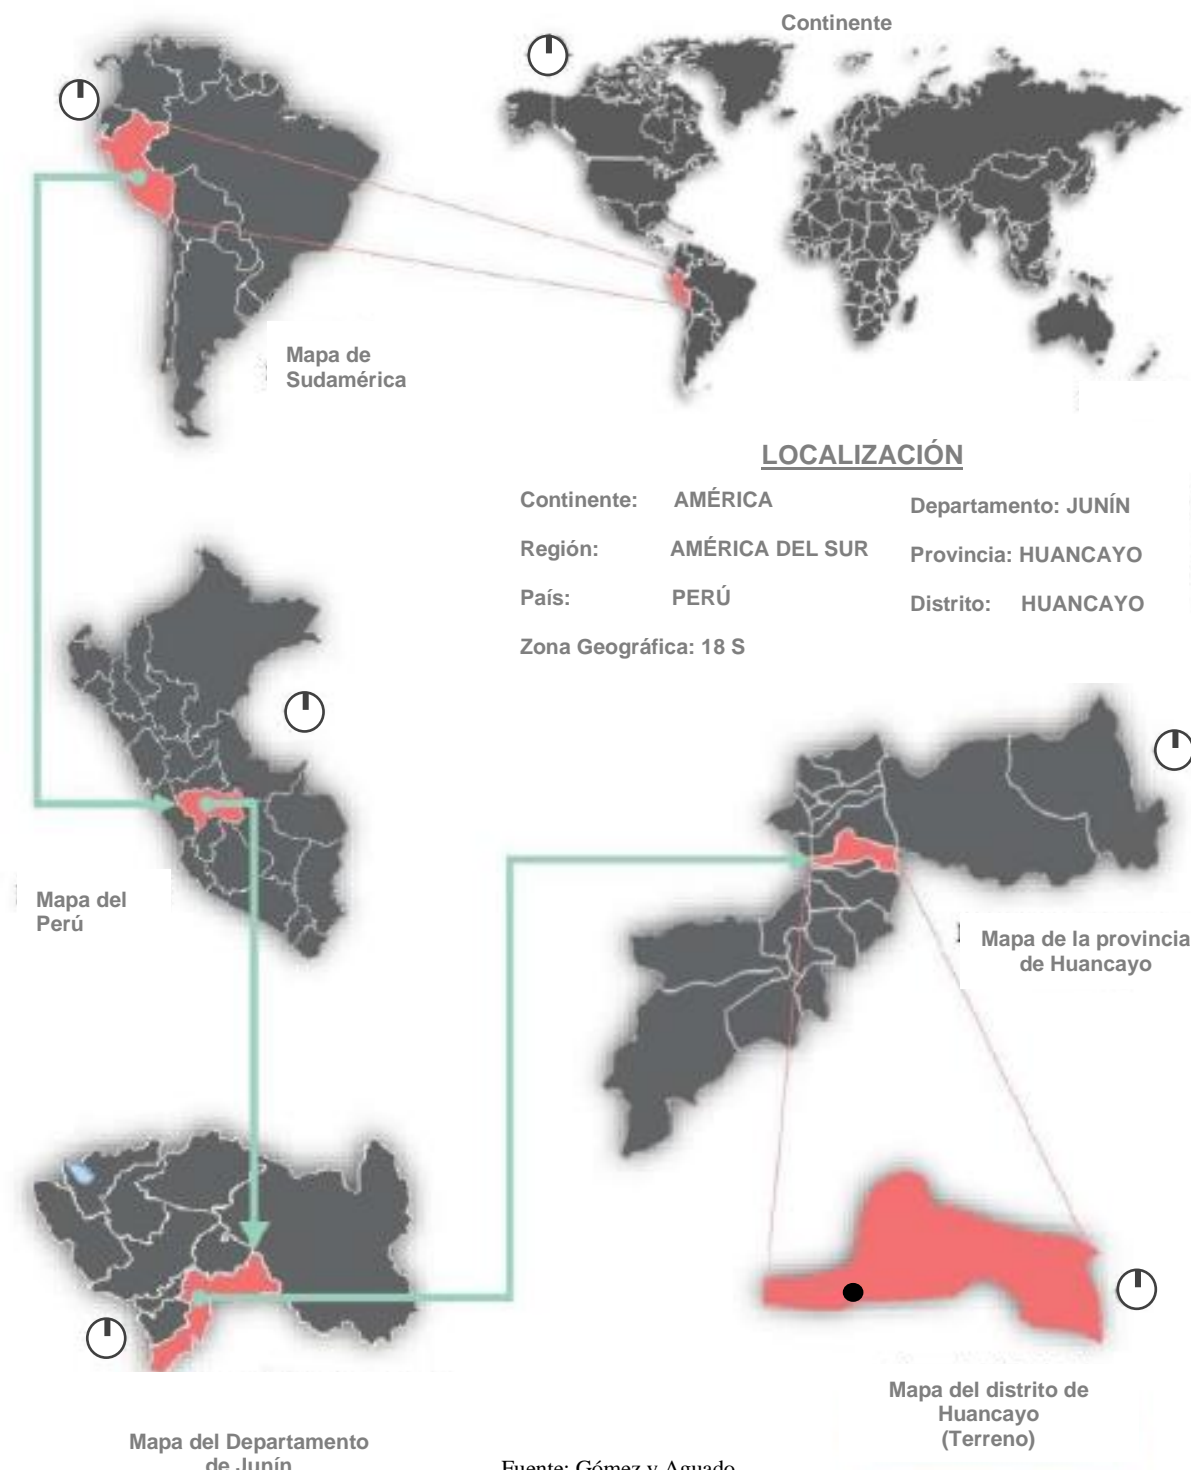 Continente
Mapa de
Sudamérica
LOCALIZACIÓN
Continente: AMÉRICA
Región: AMÉRICA DEL SUR
País: PERÚ
Zona Geográfica: 18 S
Departamento: JUNÍN
Provincia: HUANCAYO
Distrito: HUANCAYO
Mapa del
Perú
Mapa de la provincia
de Huancayo
Mapa del distrito de
Huancayo
(Terreno)
Mapa del Departamento
de Junín
Fuente: Gómez y Aguado